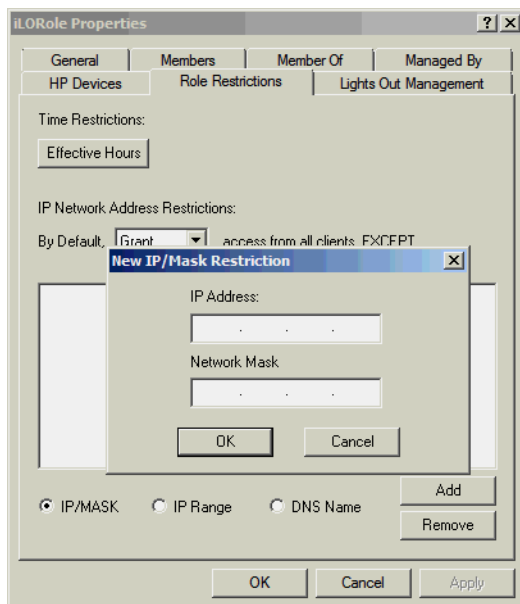 iLORole Properties
General Members Member Of Managed By
HP Devices Role Restrictions Lights Out Management
Time Restrictions:
Effective Hours
IP Network Address Restrictions:
By Default, Grant access from all clients, EXCEPT
New IP/Mask Restriction
IP Address:
. . .
Network Mask
. . .
OK Cancel
IP/MASK IP Range DNS Name
Add
Remove
OK Cancel Apply